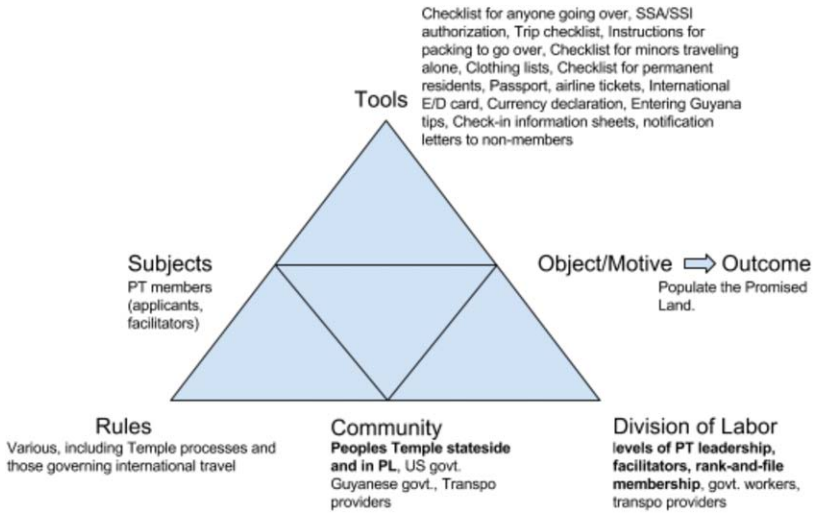 Checklist for anyone going over, SSA/SSI
authorization, Trip checklist, Instructions for
packing to go over, Checklist for minors traveling
alone, Clothing lists, Checklist for permanent
residents, Passport, airline tickets, International
E/D card, Currency declaration, Entering Guyana
tips, Check-in information sheets, notification
letters to non-members
Tools
Subjects
PT members
(applicants,
facilitators)
Object/Motive
Outcome
Populate the Promised
Land.
Rules
Various, including Temple processes and
those governing international travel
Community
Peoples Temple stateside
and in PL, US govt.
Guyanese govt., Transpo
providers
Division of Labor
levels of PT leadership,
facilitators, rank-and-file
membership, govt. workers,
transpo providers